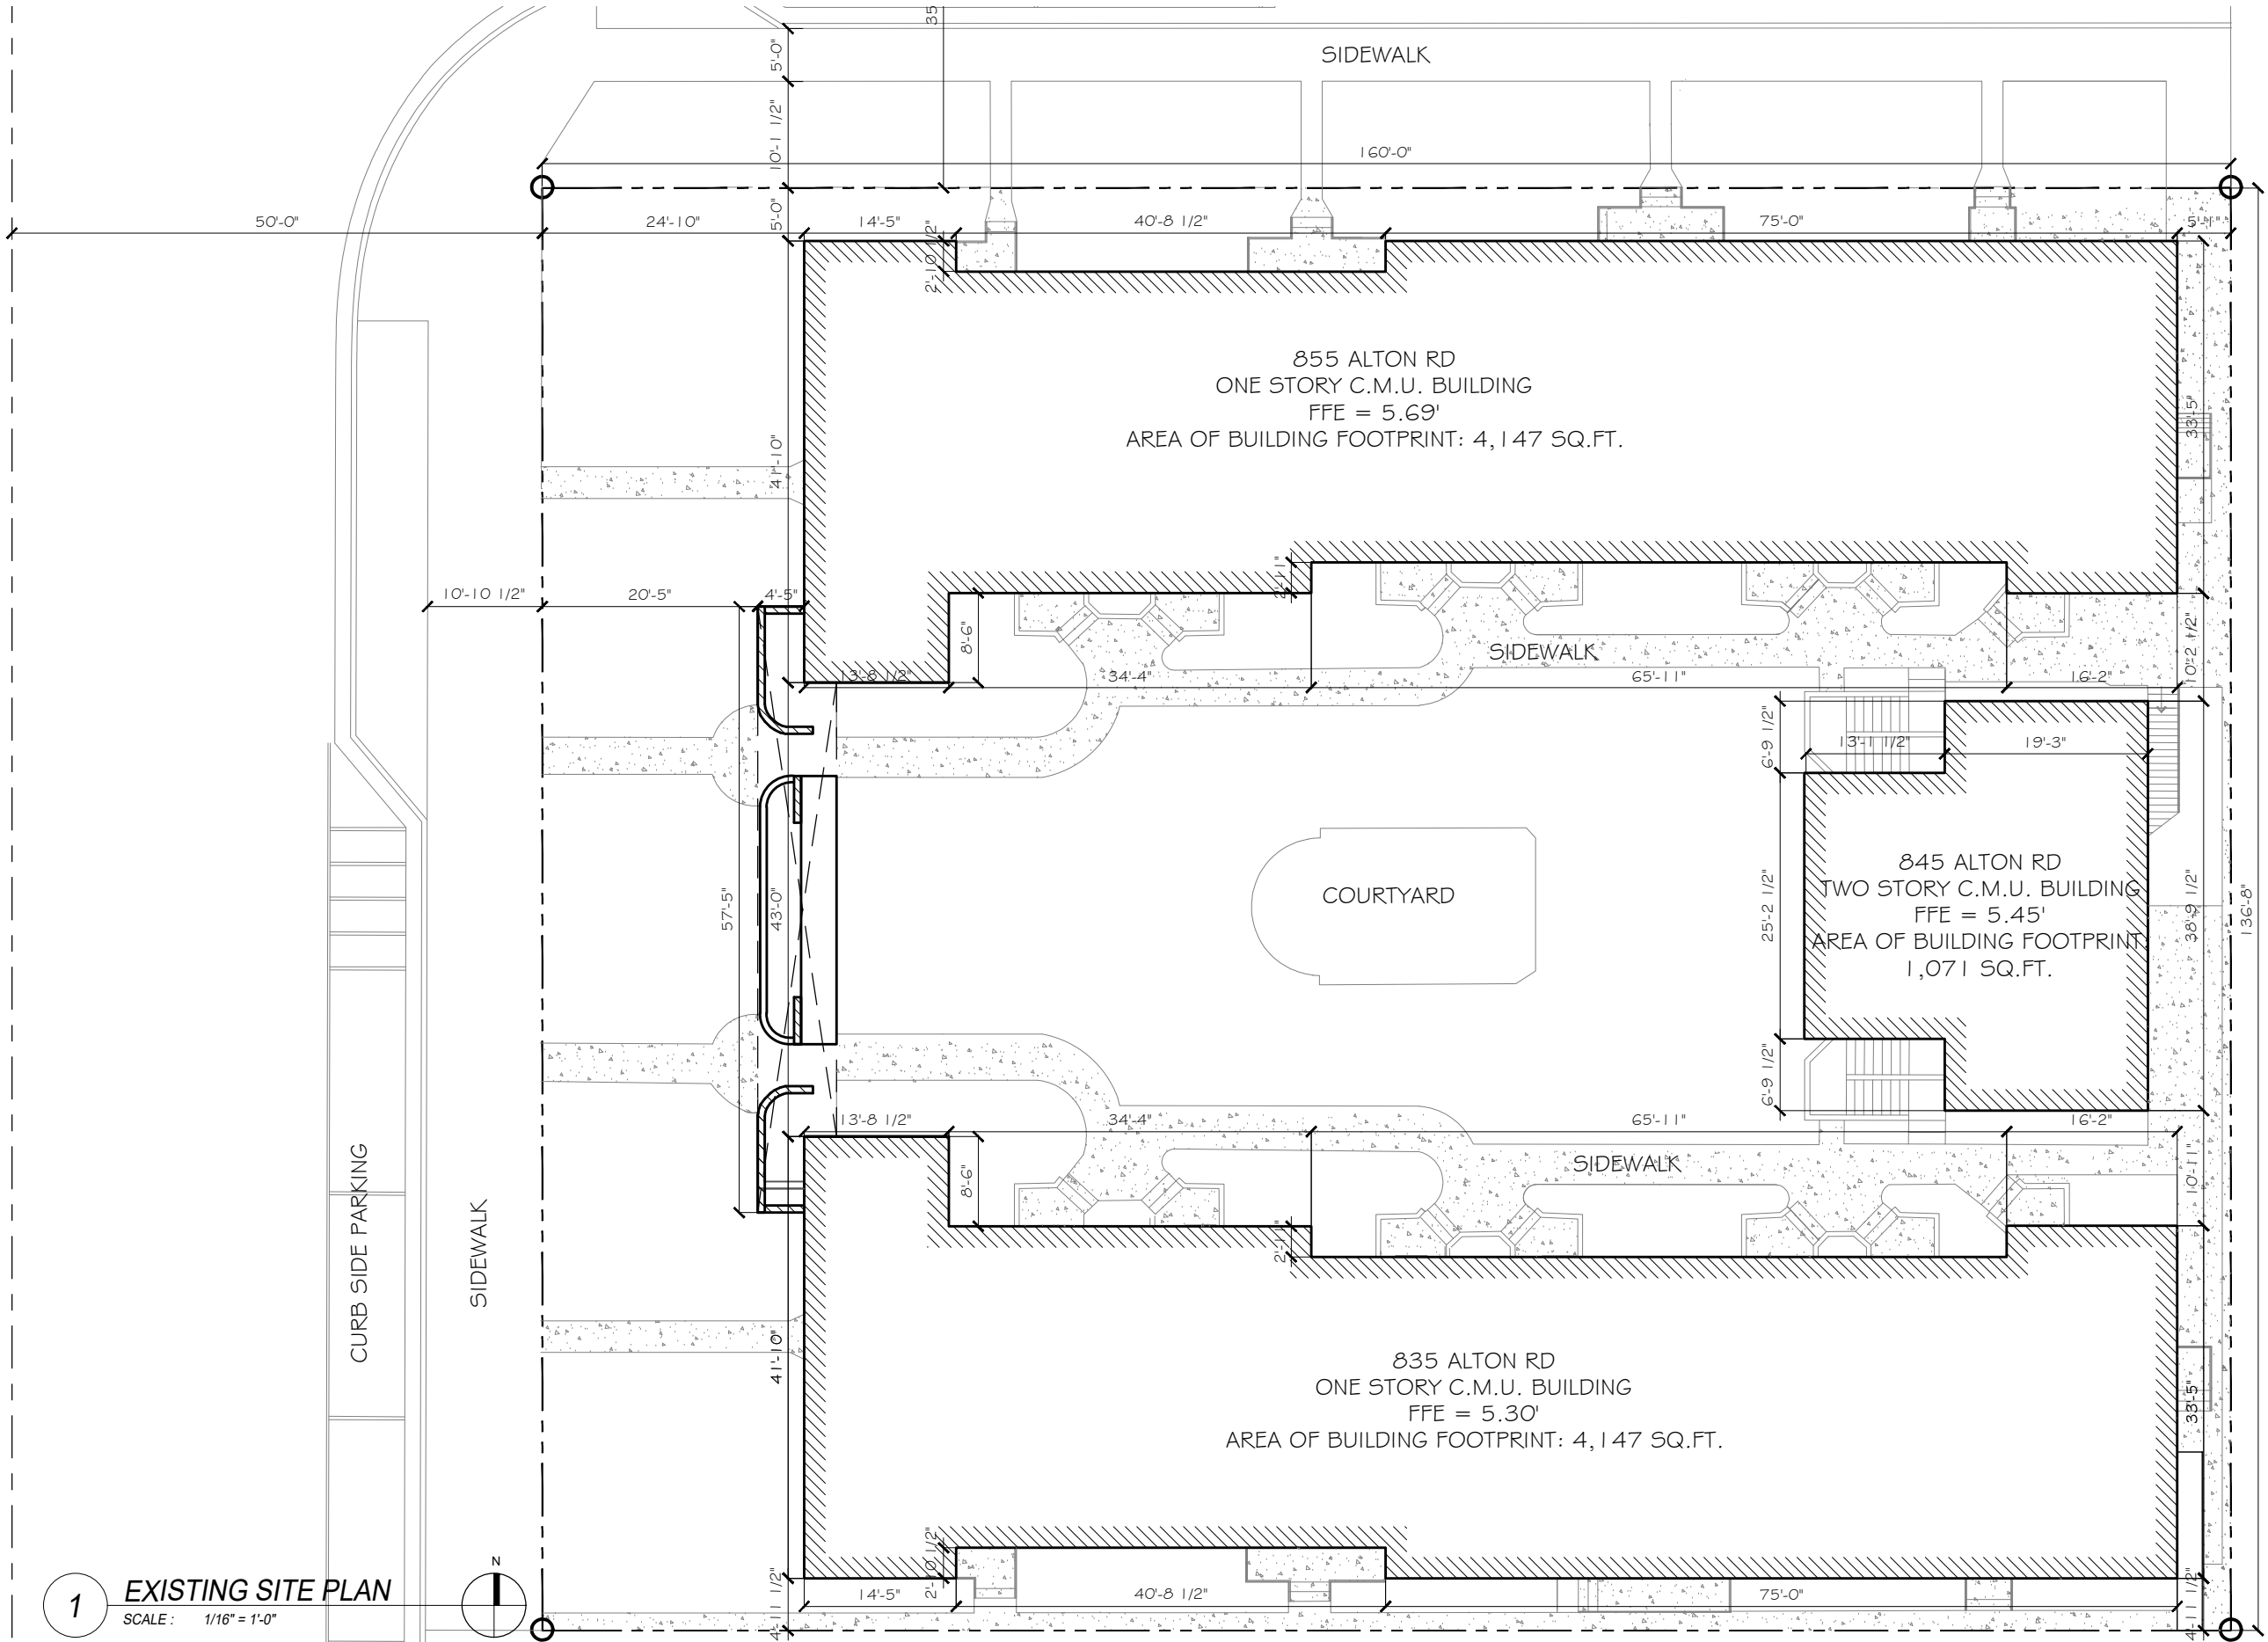 35
SIDEWALK
5'-0"
10'-1 1/2"
160'-0"
50'-0"
24'-10"
5'-0"
14'-5"
2'-10 1/2"
40'-8 1/2"
75'-0"
5'-1"
855 ALTON RD
ONE STORY C.M.U. BUILDING
FFE = 5.69'
AREA OF BUILDING FOOTPRINT: 4,147 SQ.FT.
33'-5"
41'-10"
2'-11"
10'-10 1/2"
20'-5"
4'-5"
8'-6"
SIDEWALK
10'-2 1/2"
13'-8 1/2"
34'-4"
65'-11"
16'-2"
6'-9 1/2"
13'-1 1/2"
19'-3"
57'-5"
43'-0"
COURTYARD
25'-2 1/2"
845 ALTON RD
TWO STORY C.M.U. BUILDING
FFE = 5.45'
AREA OF BUILDING FOOTPRINT:
1,071 SQ.FT.
38'-9 1/2"
136'-8"
6'-9 1/2"
13'-8 1/2"
34'-4"
65'-11"
16'-2"
CURB SIDE PARKING
SIDEWALK
8'-6"
SIDEWALK
10'-11"
2'-11"
41'-10"
835 ALTON RD
ONE STORY C.M.U. BUILDING
FFE = 5.30'
AREA OF BUILDING FOOTPRINT: 4,147 SQ.FT.
33'-5"
1
EXISTING SITE PLAN
SCALE : 1/16" = 1'-0"
N
4'-11 1/2"
14'-5"
2'-10 1/2"
40'-8 1/2"
75'-0"
4'-11 1/2"